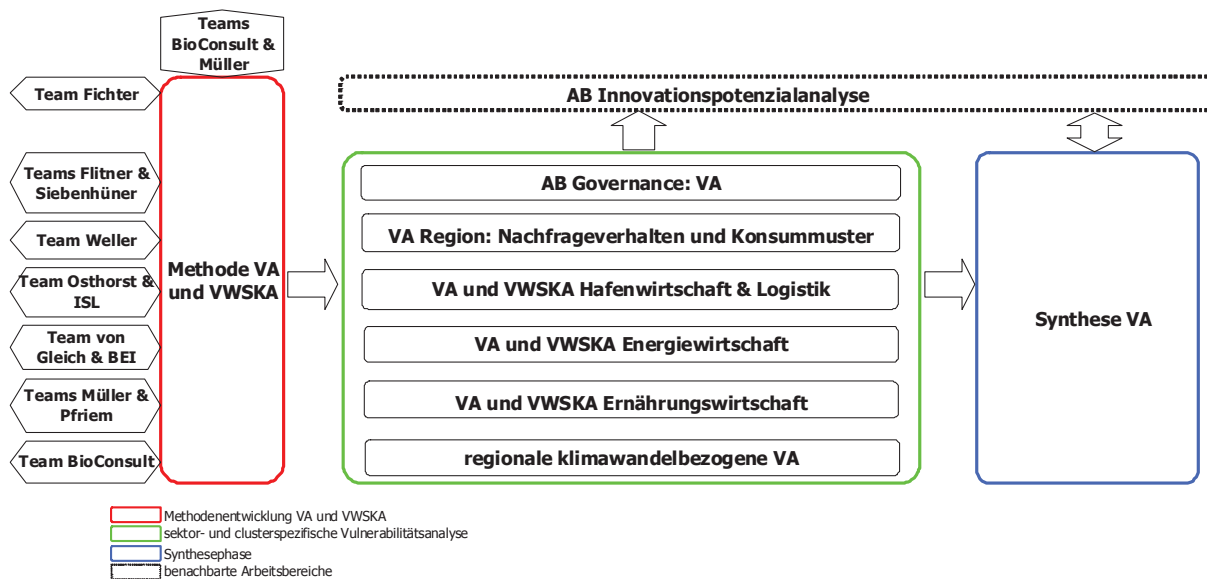 Teams
BioConsult &
Müller
Team Fichter
AB Innovationspotenzialanalyse
Teams Flitner &
Siebenhüner
Team Weller
Team Osthorst &
ISL
Team von
Gleich & BEI
Teams Müller &
Pfriem
Team BioConsult
Methode VA
und VWSKA
AB Governance: VA
VA Region: Nachfrageverhalten und Konsummuster
VA und VWSKA Hafenwirtschaft & Logistik
VA und VWSKA Energiewirtschaft
VA und VWSKA Ernährungswirtschaft
regionale klimawandelbezogene VA
Synthese VA
Methodenentwicklung VA und VWSKA
sektor- und clusterspezifische Vulnerabilitätsanalyse
Synthesephase
benachbarte Arbeitsbereiche